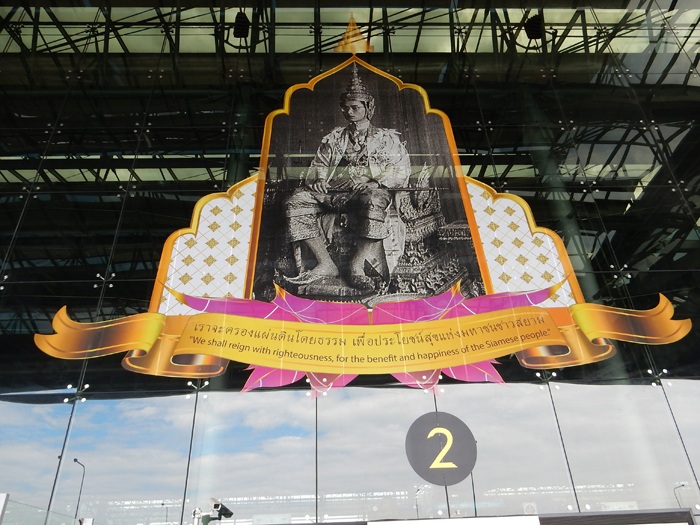 เราจะครองแผ่นดินโดยธรรม เพื่อประโยชน์สุขแห่งมหาชนชาวสยาม
"We shall reign with righteousness, for the benefit and happiness of the Siamese people."
2